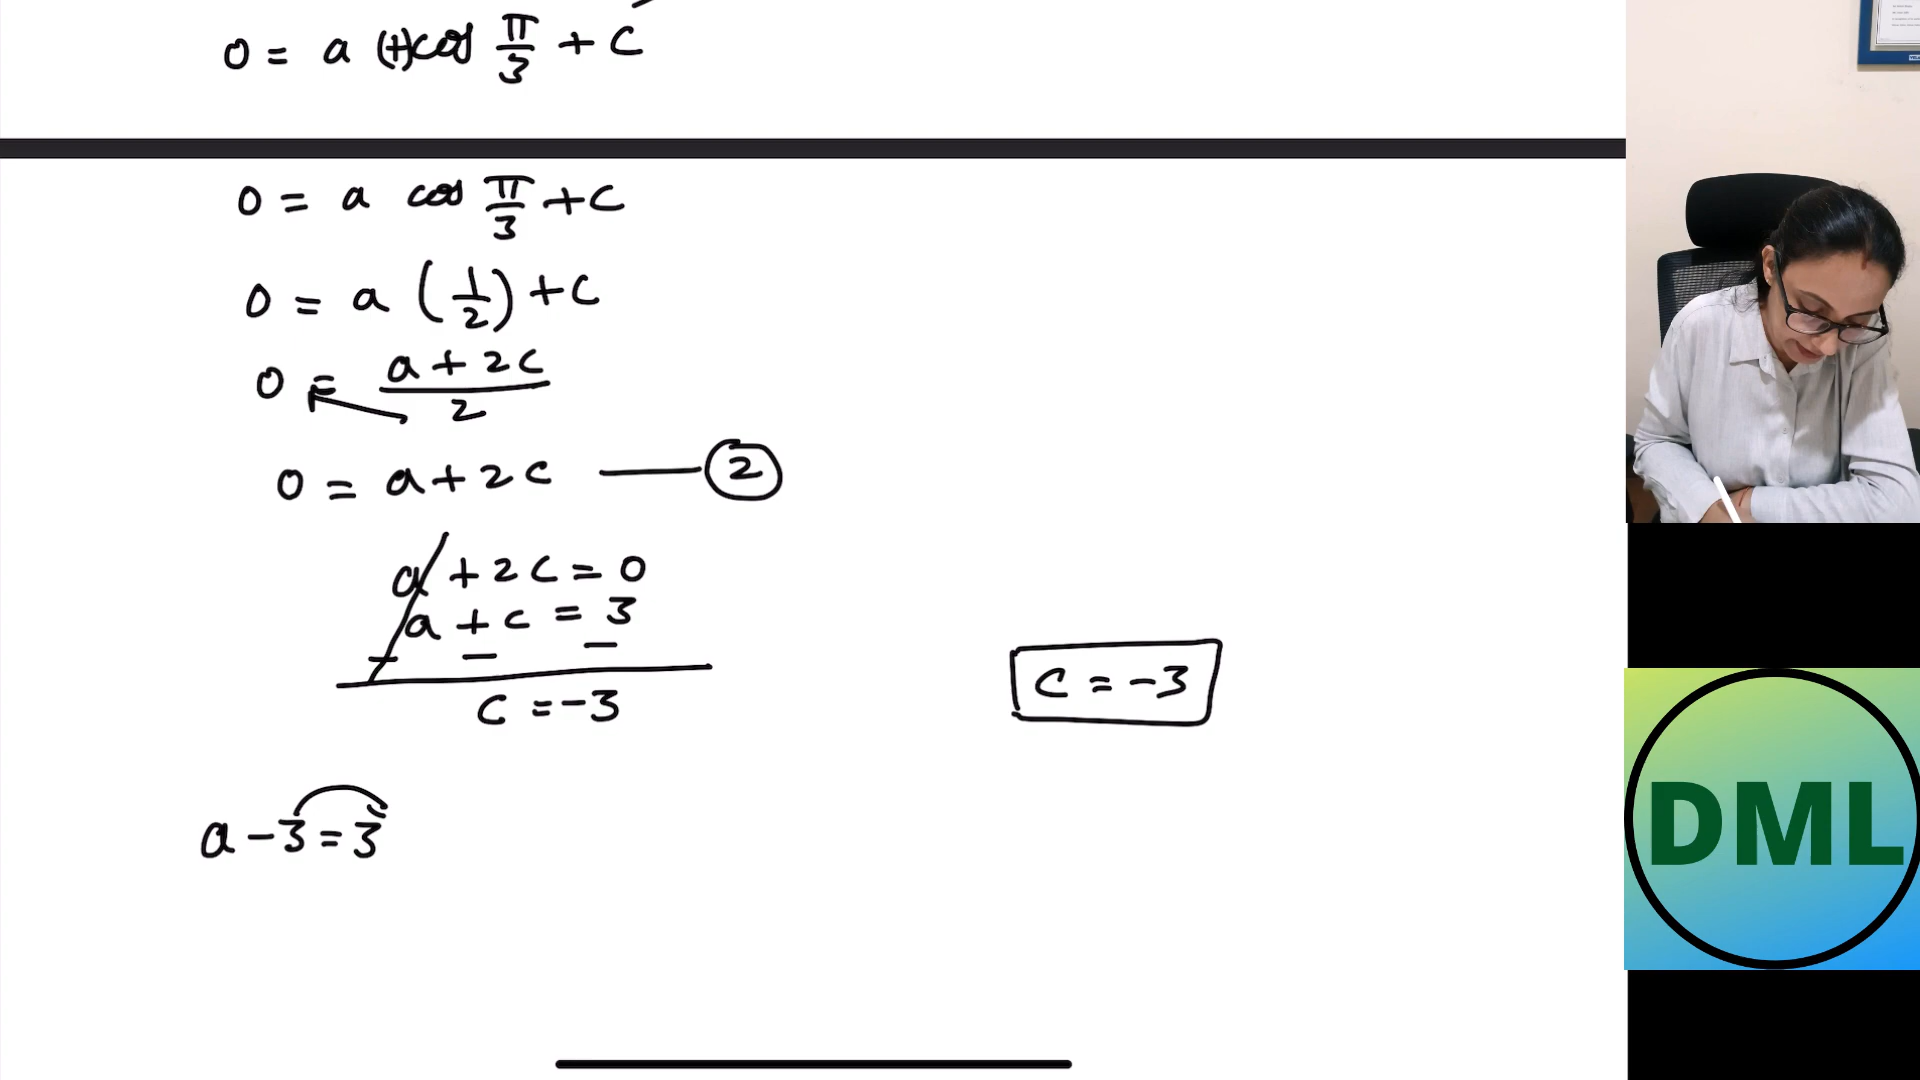 0 = a (+)cos π/3 + c
0 = a cos π/3 + c
0 = a (1/2) + c
0 = a + 2c / 2
0 = a + 2c —— 2
a + 2c = 0
a + c = 3
− − −
c = -3
c = -3
a - 3 = 3
DML